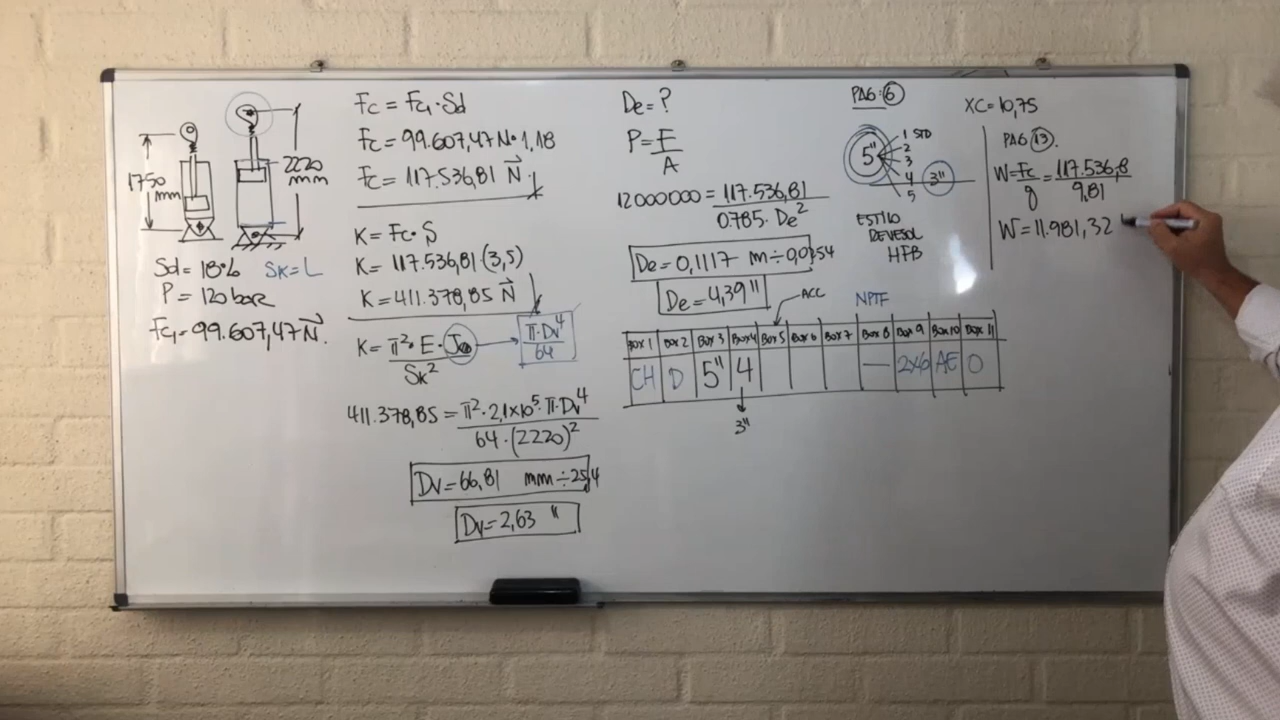 1750
mm
2220
mm
Sd = 18% SK = L
P = 120 bar
FC1 = 99.607,47 N
FC = FC1 · Sd
FC = 99.607,47N · 1,18
FC = 117.536,81 N
K = FC · S
K = 117.536,81 (3,5)
K = 411.378,85 N
K = π² · E · J
SK²
π · Dv⁴
64
411.378,85 = π² · 2,1x10⁵ · π · Dv⁴
64 · (2220)²
Dv = 66,81 mm ÷ 25,4
Dv = 2,63 "
De = ?
P = F
A
12000000 = 117.536,81
0.785 · De²
De = 0,1117 m ÷ 0,0254
De = 4,39"
ACC
NPTF
Box 1 Box 2 Box 3 Box 4 Box 5 Box 6 Box 7 Box 8 Box 9 Box 10 Box 11
CH D 5" 4 — 2x6 AE 0
3"
PAG: 6
5"
1 STD
2
3
4 3"
5
ESTILO
DEVESOL
HFB
XC = 10,75
PAG 13.
W = Fc = 117.536,8
g 9,81
W = 11.981,32